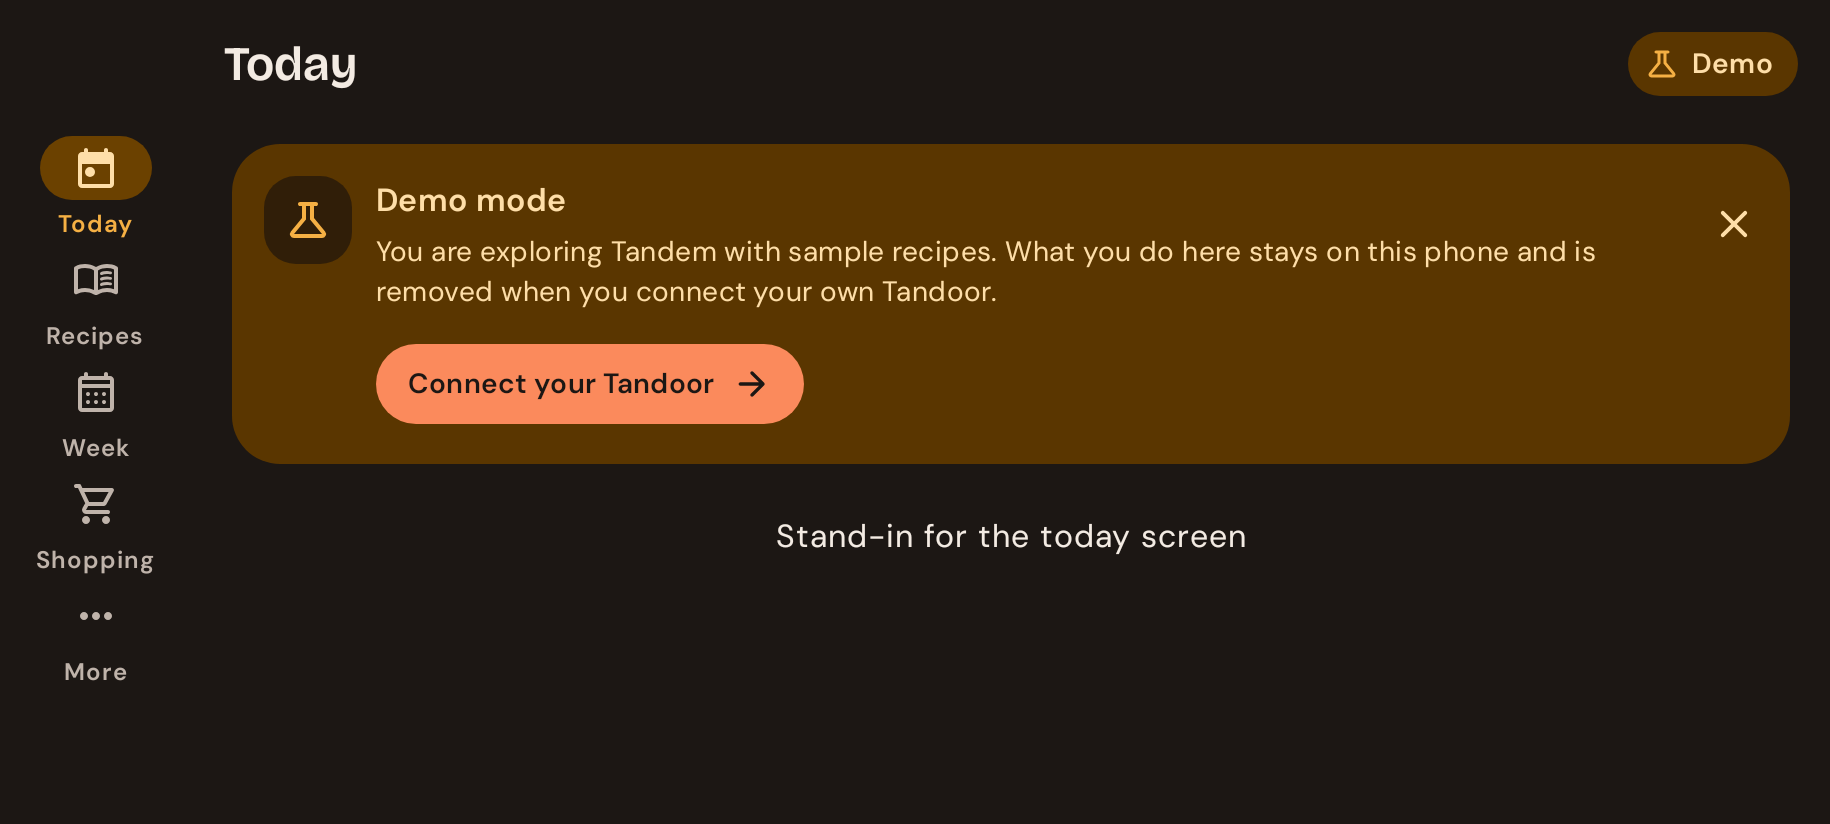 Today
Demo
Today
Recipes
Week
Shopping
More
Demo mode
You are exploring Tandem with sample recipes. What you do here stays on this phone and is
removed when you connect your own Tandoor.
Connect your Tandoor
Stand-in for the today screen